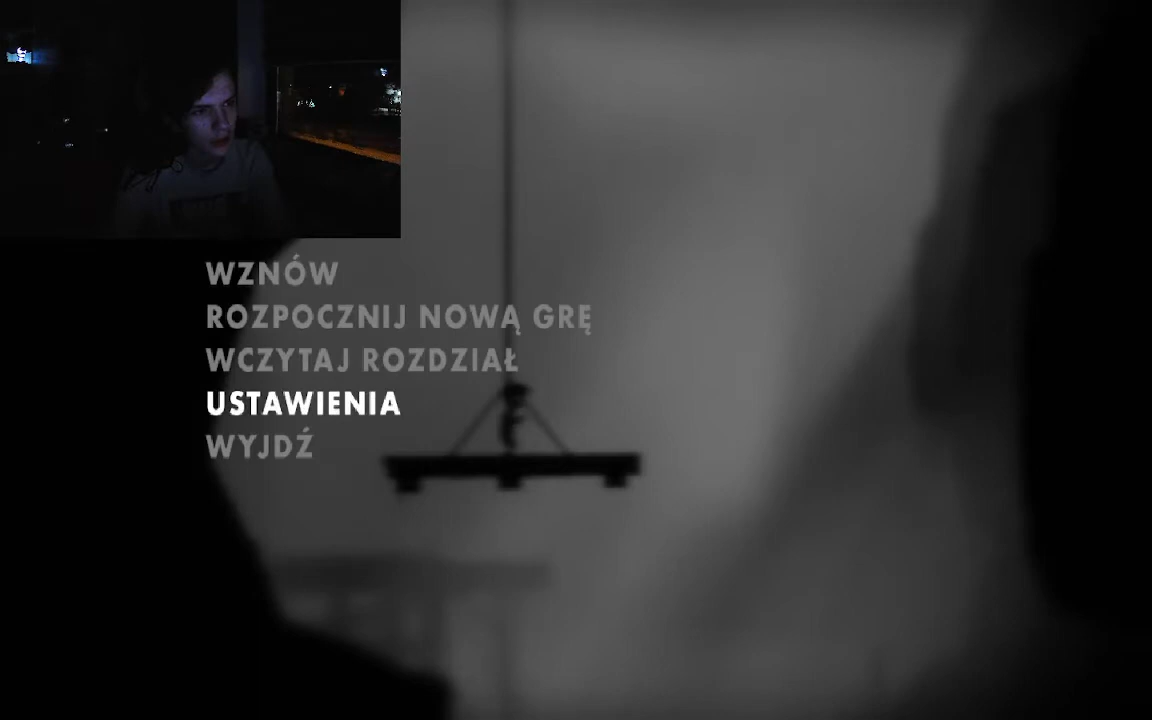 WZNÓW
ROZPOCZNIJ NOWĄ GRĘ
WCZYTAJ ROZDZIAŁ
USTAWIENIA
WYJDŹ